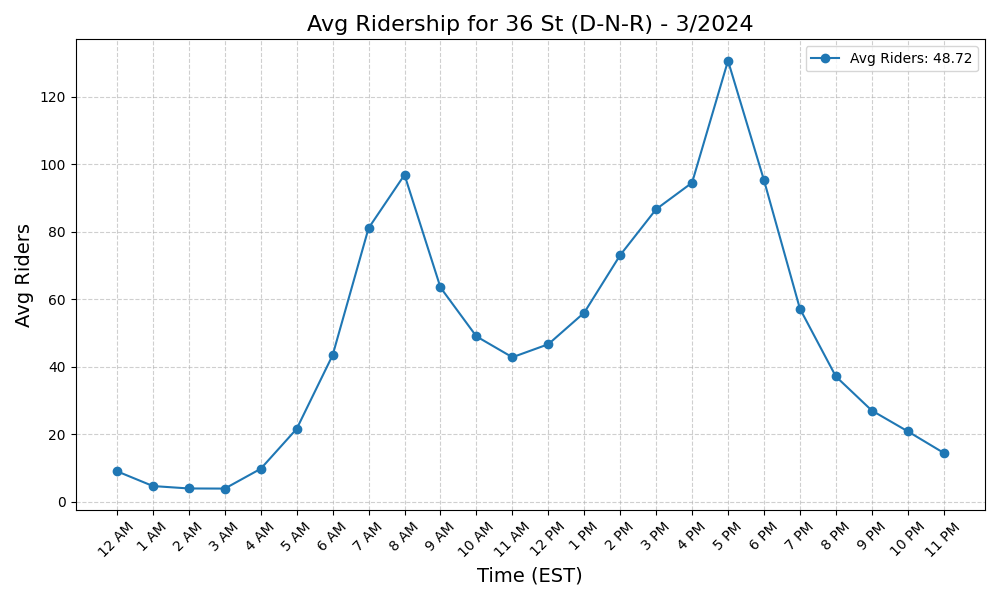 Avg Ridership for 36 St (D-N-R) - 3/2024
Avg Riders: 48.72
Avg Riders
120
100
80
60
40
20
0
12 AM
1 AM
2 AM
3 AM
4 AM
5 AM
6 AM
7 AM
8 AM
9 AM
10 AM
11 AM
12 PM
1 PM
2 PM
3 PM
4 PM
5 PM
6 PM
7 PM
8 PM
9 PM
10 PM
11 PM
Time (EST)